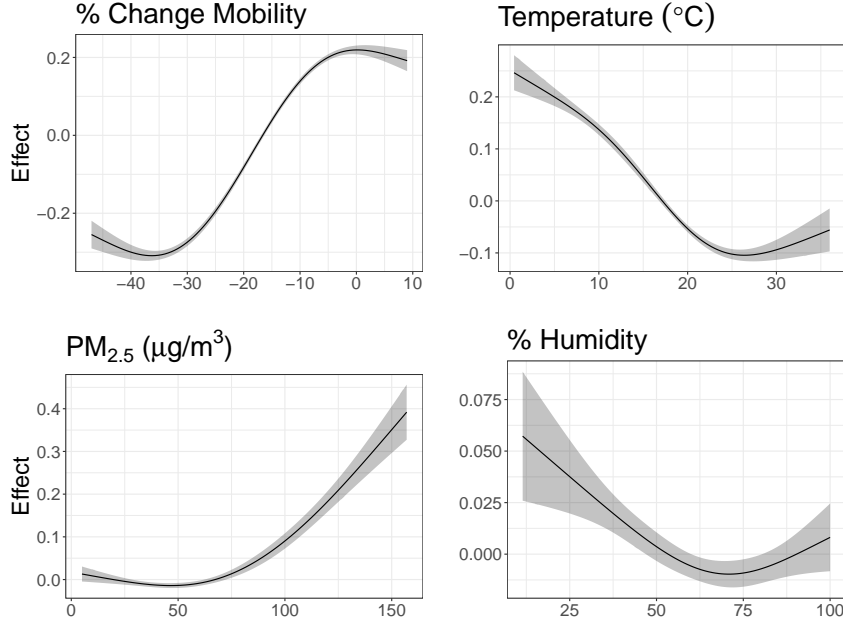 % Change Mobility
Effect
0.2
0.0
−0.2
−40 −30 −20 −10 0 10
Temperature (°C)
0.2
0.1
0.0
−0.1
0 10 20 30
PM2.5 (μg/m³)
Effect
0.4
0.3
0.2
0.1
0.0
0 50 100 150
% Humidity
0.075
0.050
0.025
0.000
25 50 75 100